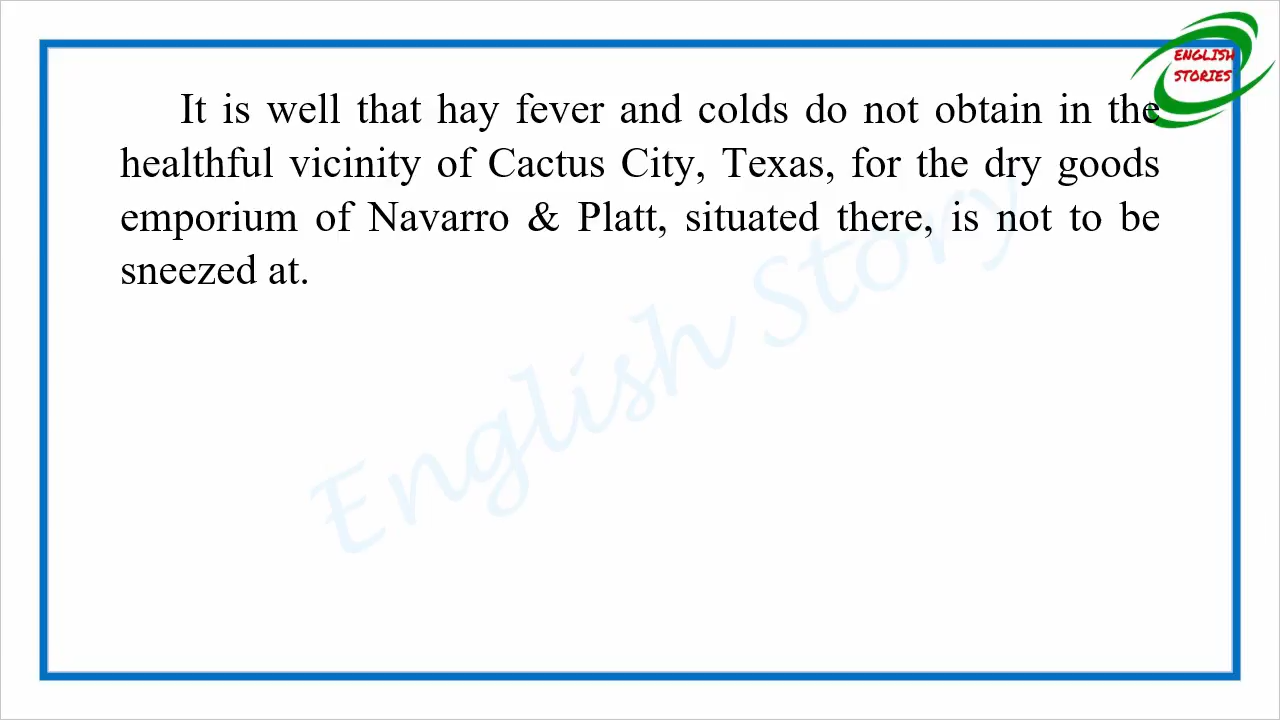 ENGLISH
STORIES
It is well that hay fever and colds do not obtain in the
healthful vicinity of Cactus City, Texas, for the dry goods
emporium of Navarro & Platt, situated there, is not to be
sneezed at.
English Story